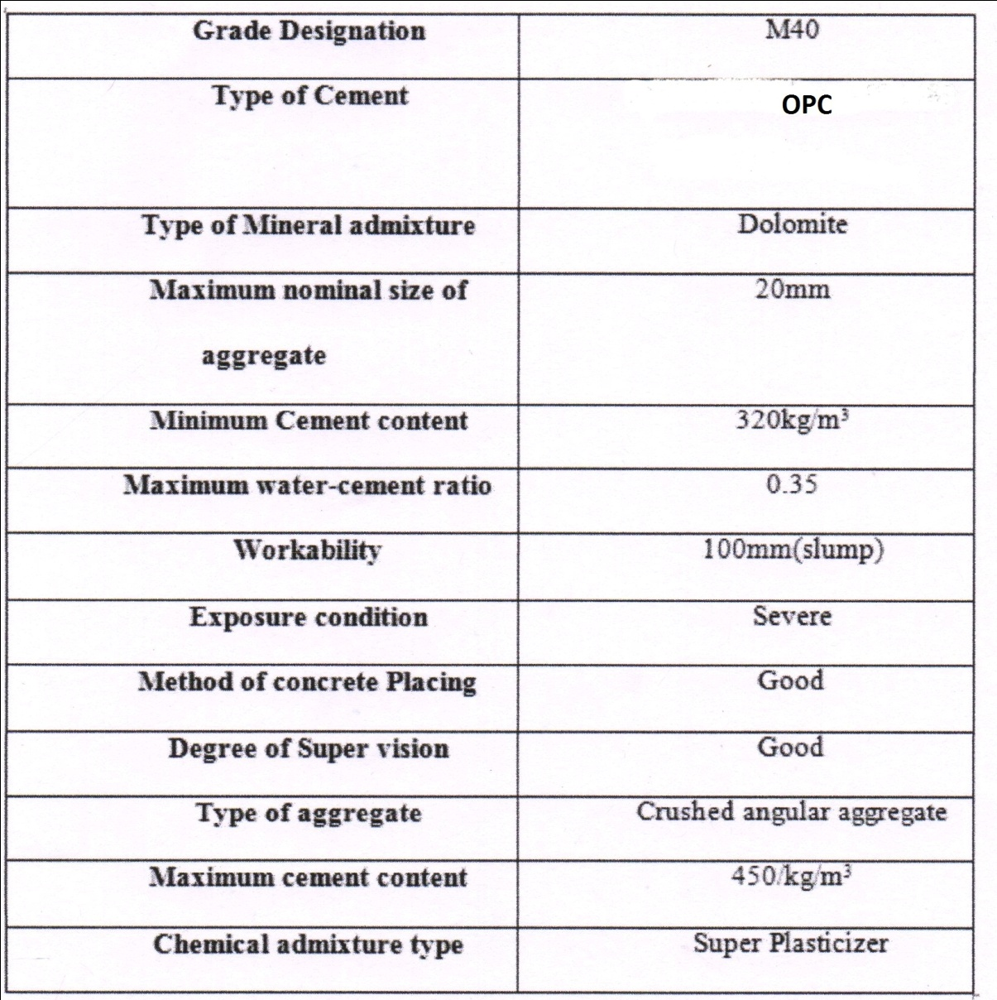 Grade Designation M40
Type of Cement OPC
Type of Mineral admixture Dolomite
Maximum nominal size of 20mm
aggregate
Minimum Cement content 320kg/m³
Maximum water-cement ratio 0.35
Workability 100mm(slump)
Exposure condition Severe
Method of concrete Placing Good
Degree of Super vision Good
Type of aggregate Crushed angular aggregate
Maximum cement content 450/kg/m³
Chemical admixture type Super Plasticizer